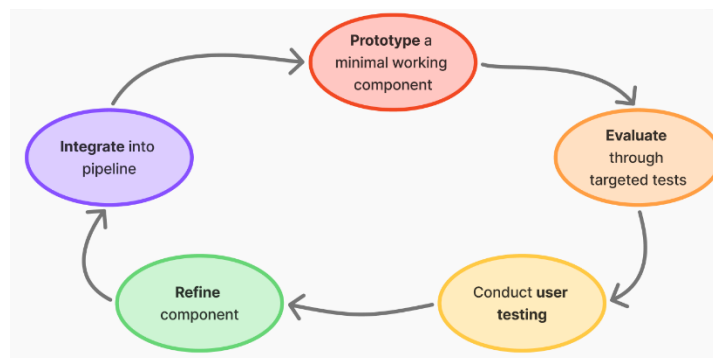 Prototype a
minimal working
component
Evaluate
through
targeted tests
Conduct user
testing
Refine
component
Integrate into
pipeline